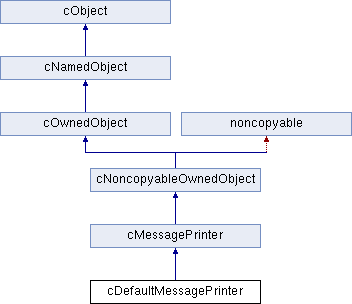 cObject
cNamedObject
cOwnedObject
noncopyable
cNoncopyableOwnedObject
cMessagePrinter
cDefaultMessagePrinter